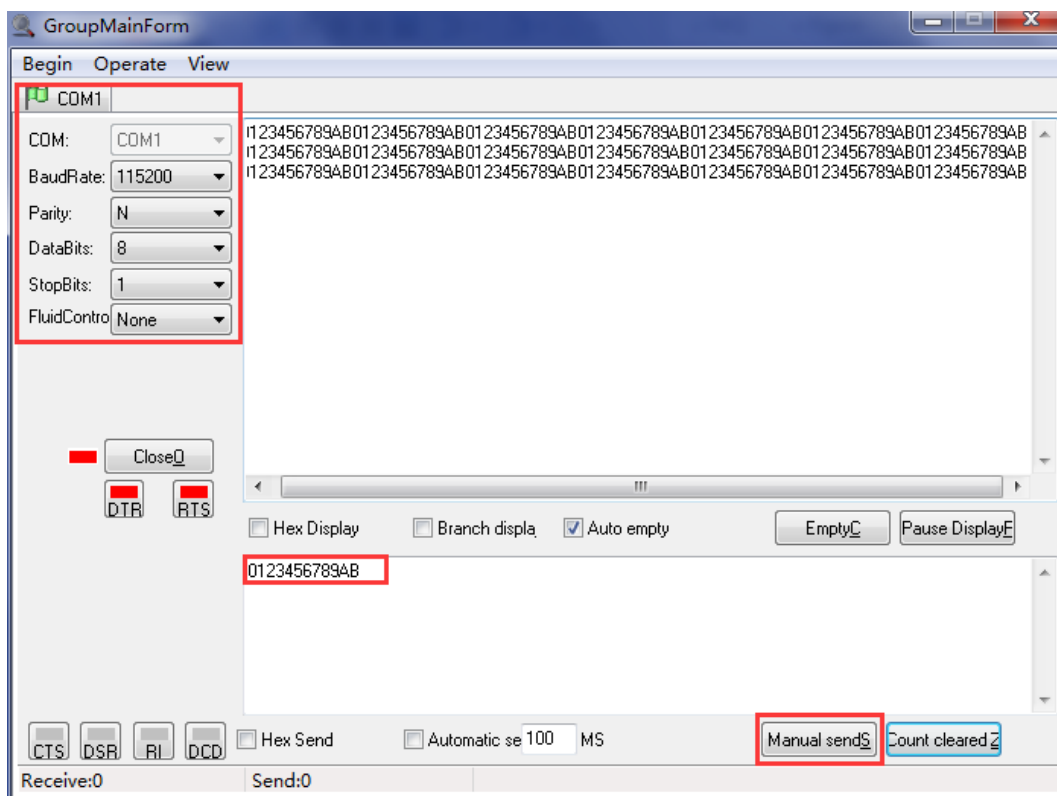 GroupMainForm
Begin Operate View
COM1
COM: COM1
BaudRate: 115200
Parity: N
DataBits: 8
StopBits: 1
FluidContro None
0123456789AB0123456789AB0123456789AB0123456789AB0123456789AB0123456789AB0123456789AB
0123456789AB0123456789AB0123456789AB0123456789AB0123456789AB0123456789AB0123456789AB
0123456789AB0123456789AB0123456789AB0123456789AB0123456789AB0123456789AB0123456789AB
CloseO
DTR RTS
Hex Display Branch displa Auto empty EmptyC Pause DisplayF
0123456789AB
CTS DSR RI DCD Hex Send Automatic se 100 MS Manual sendS Count cleared Z
Receive:0 Send:0